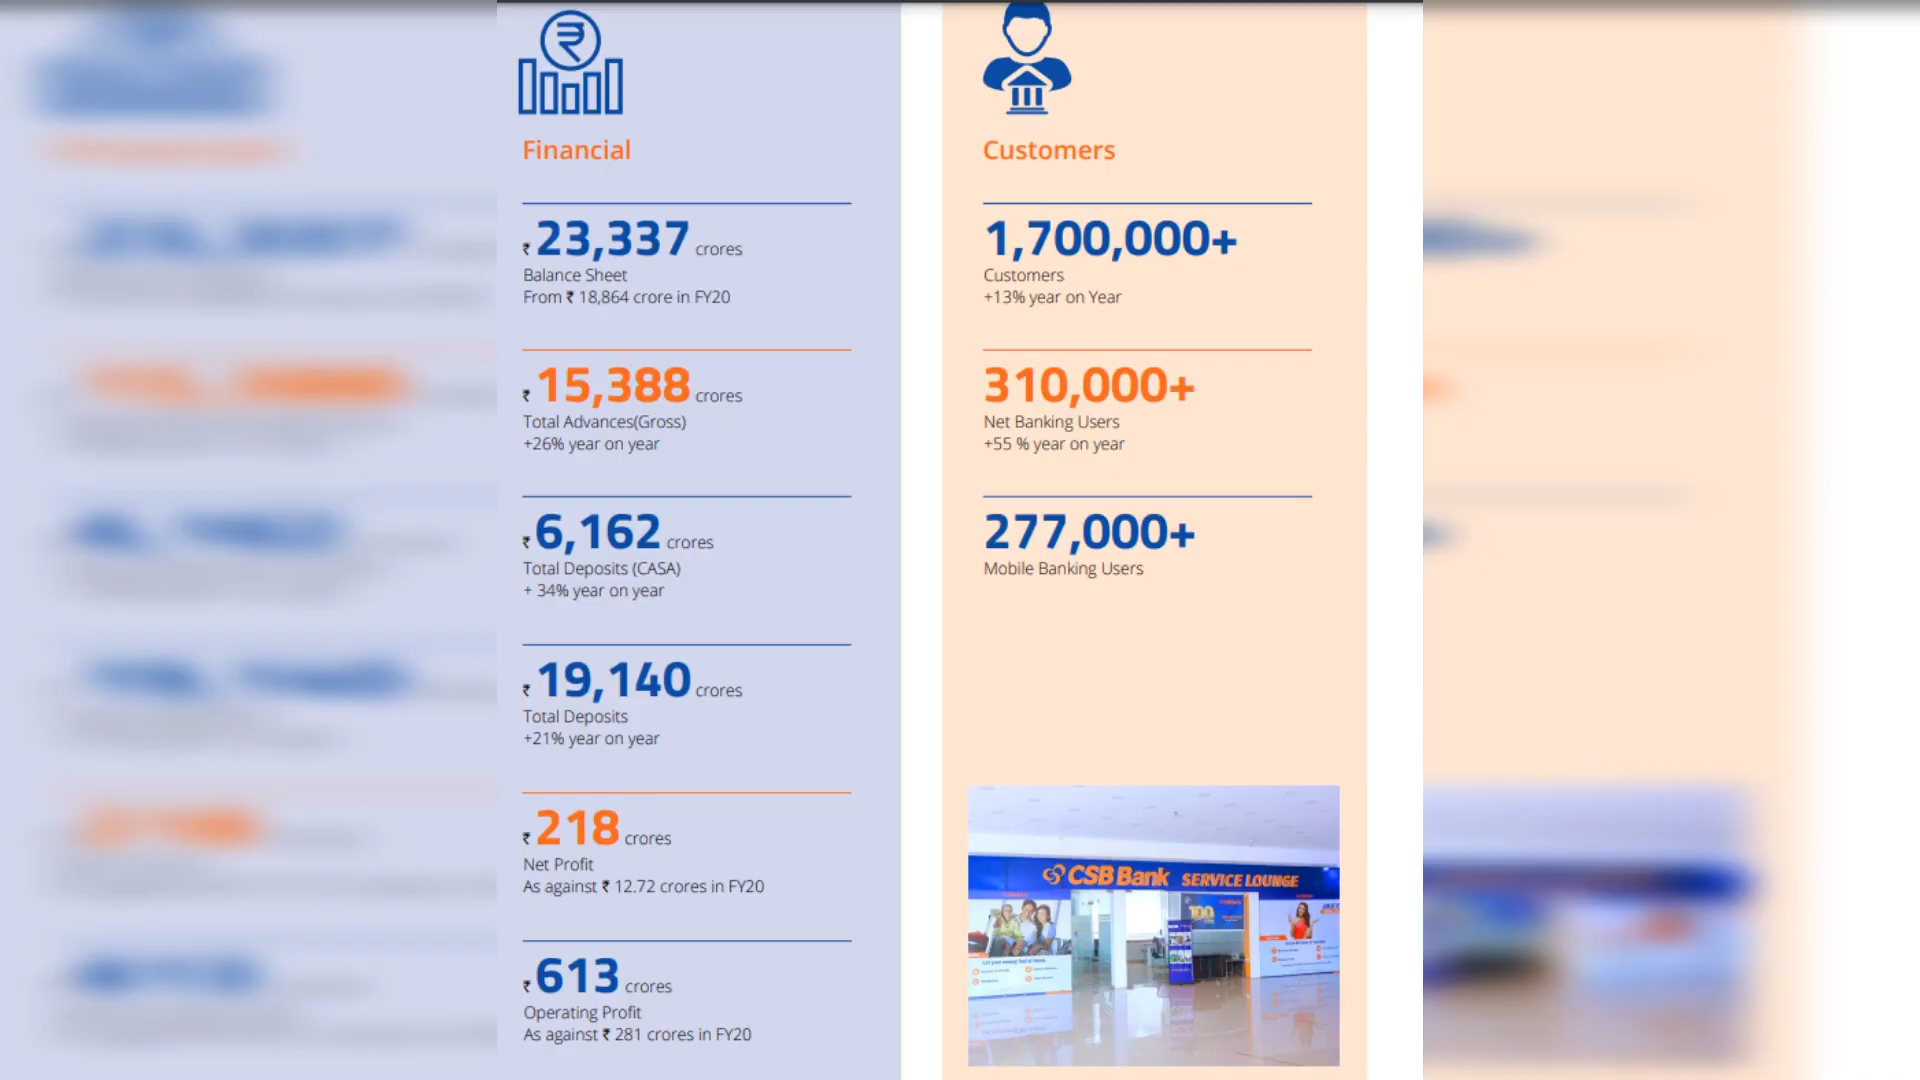 Financial
₹ 23,337 crores
Balance Sheet
From ₹ 18,864 crore in FY20
₹ 15,388 crores
Total Advances(Gross)
+26% year on year
₹ 6,162 crores
Total Deposits (CASA)
+ 34% year on year
₹ 19,140 crores
Total Deposits
+21% year on year
₹ 218 crores
Net Profit
As against ₹ 12.72 crores in FY20
₹ 613 crores
Operating Profit
As against ₹ 281 crores in FY20
Customers
1,700,000+
Customers
+13% year on Year
310,000+
Net Banking Users
+55 % year on year
277,000+
Mobile Banking Users
CSB Bank SERVICE LOUNGE
100